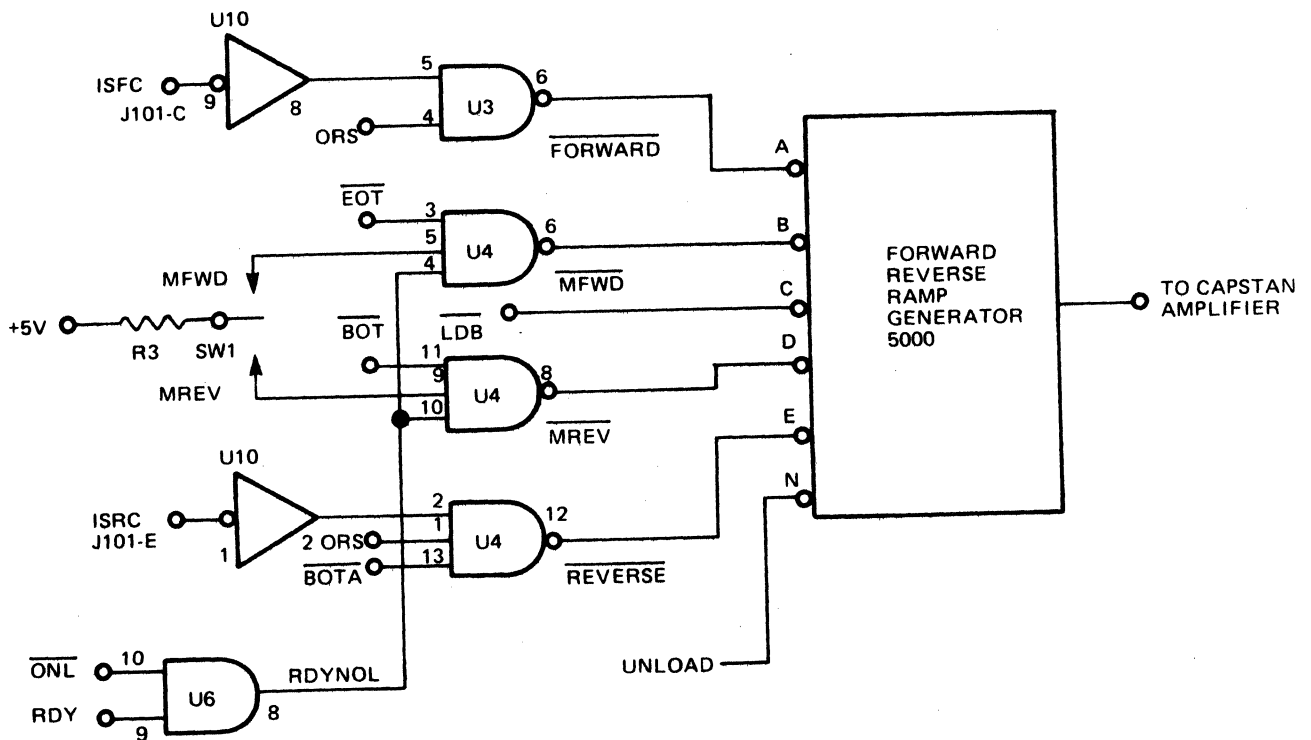 U10
ISFC
J101-C
9
8
5
4
U3
6
ORS
FORWARD
A
EOT
3
5
4
U4
6
MFWD
B
MFWD
C
+5V
R3
SW1
BOT
LDB
MREV
11
9
10
U4
8
MREV
D
FORWARD
REVERSE
RAMP
GENERATOR
5000
TO CAPSTAN
AMPLIFIER
E
N
U10
ISRC
J101-E
1
2 ORS
BOTA
2
1
13
U4
12
REVERSE
UNLOAD
ONL
10
RDY
9
U6
8
RDYNOL